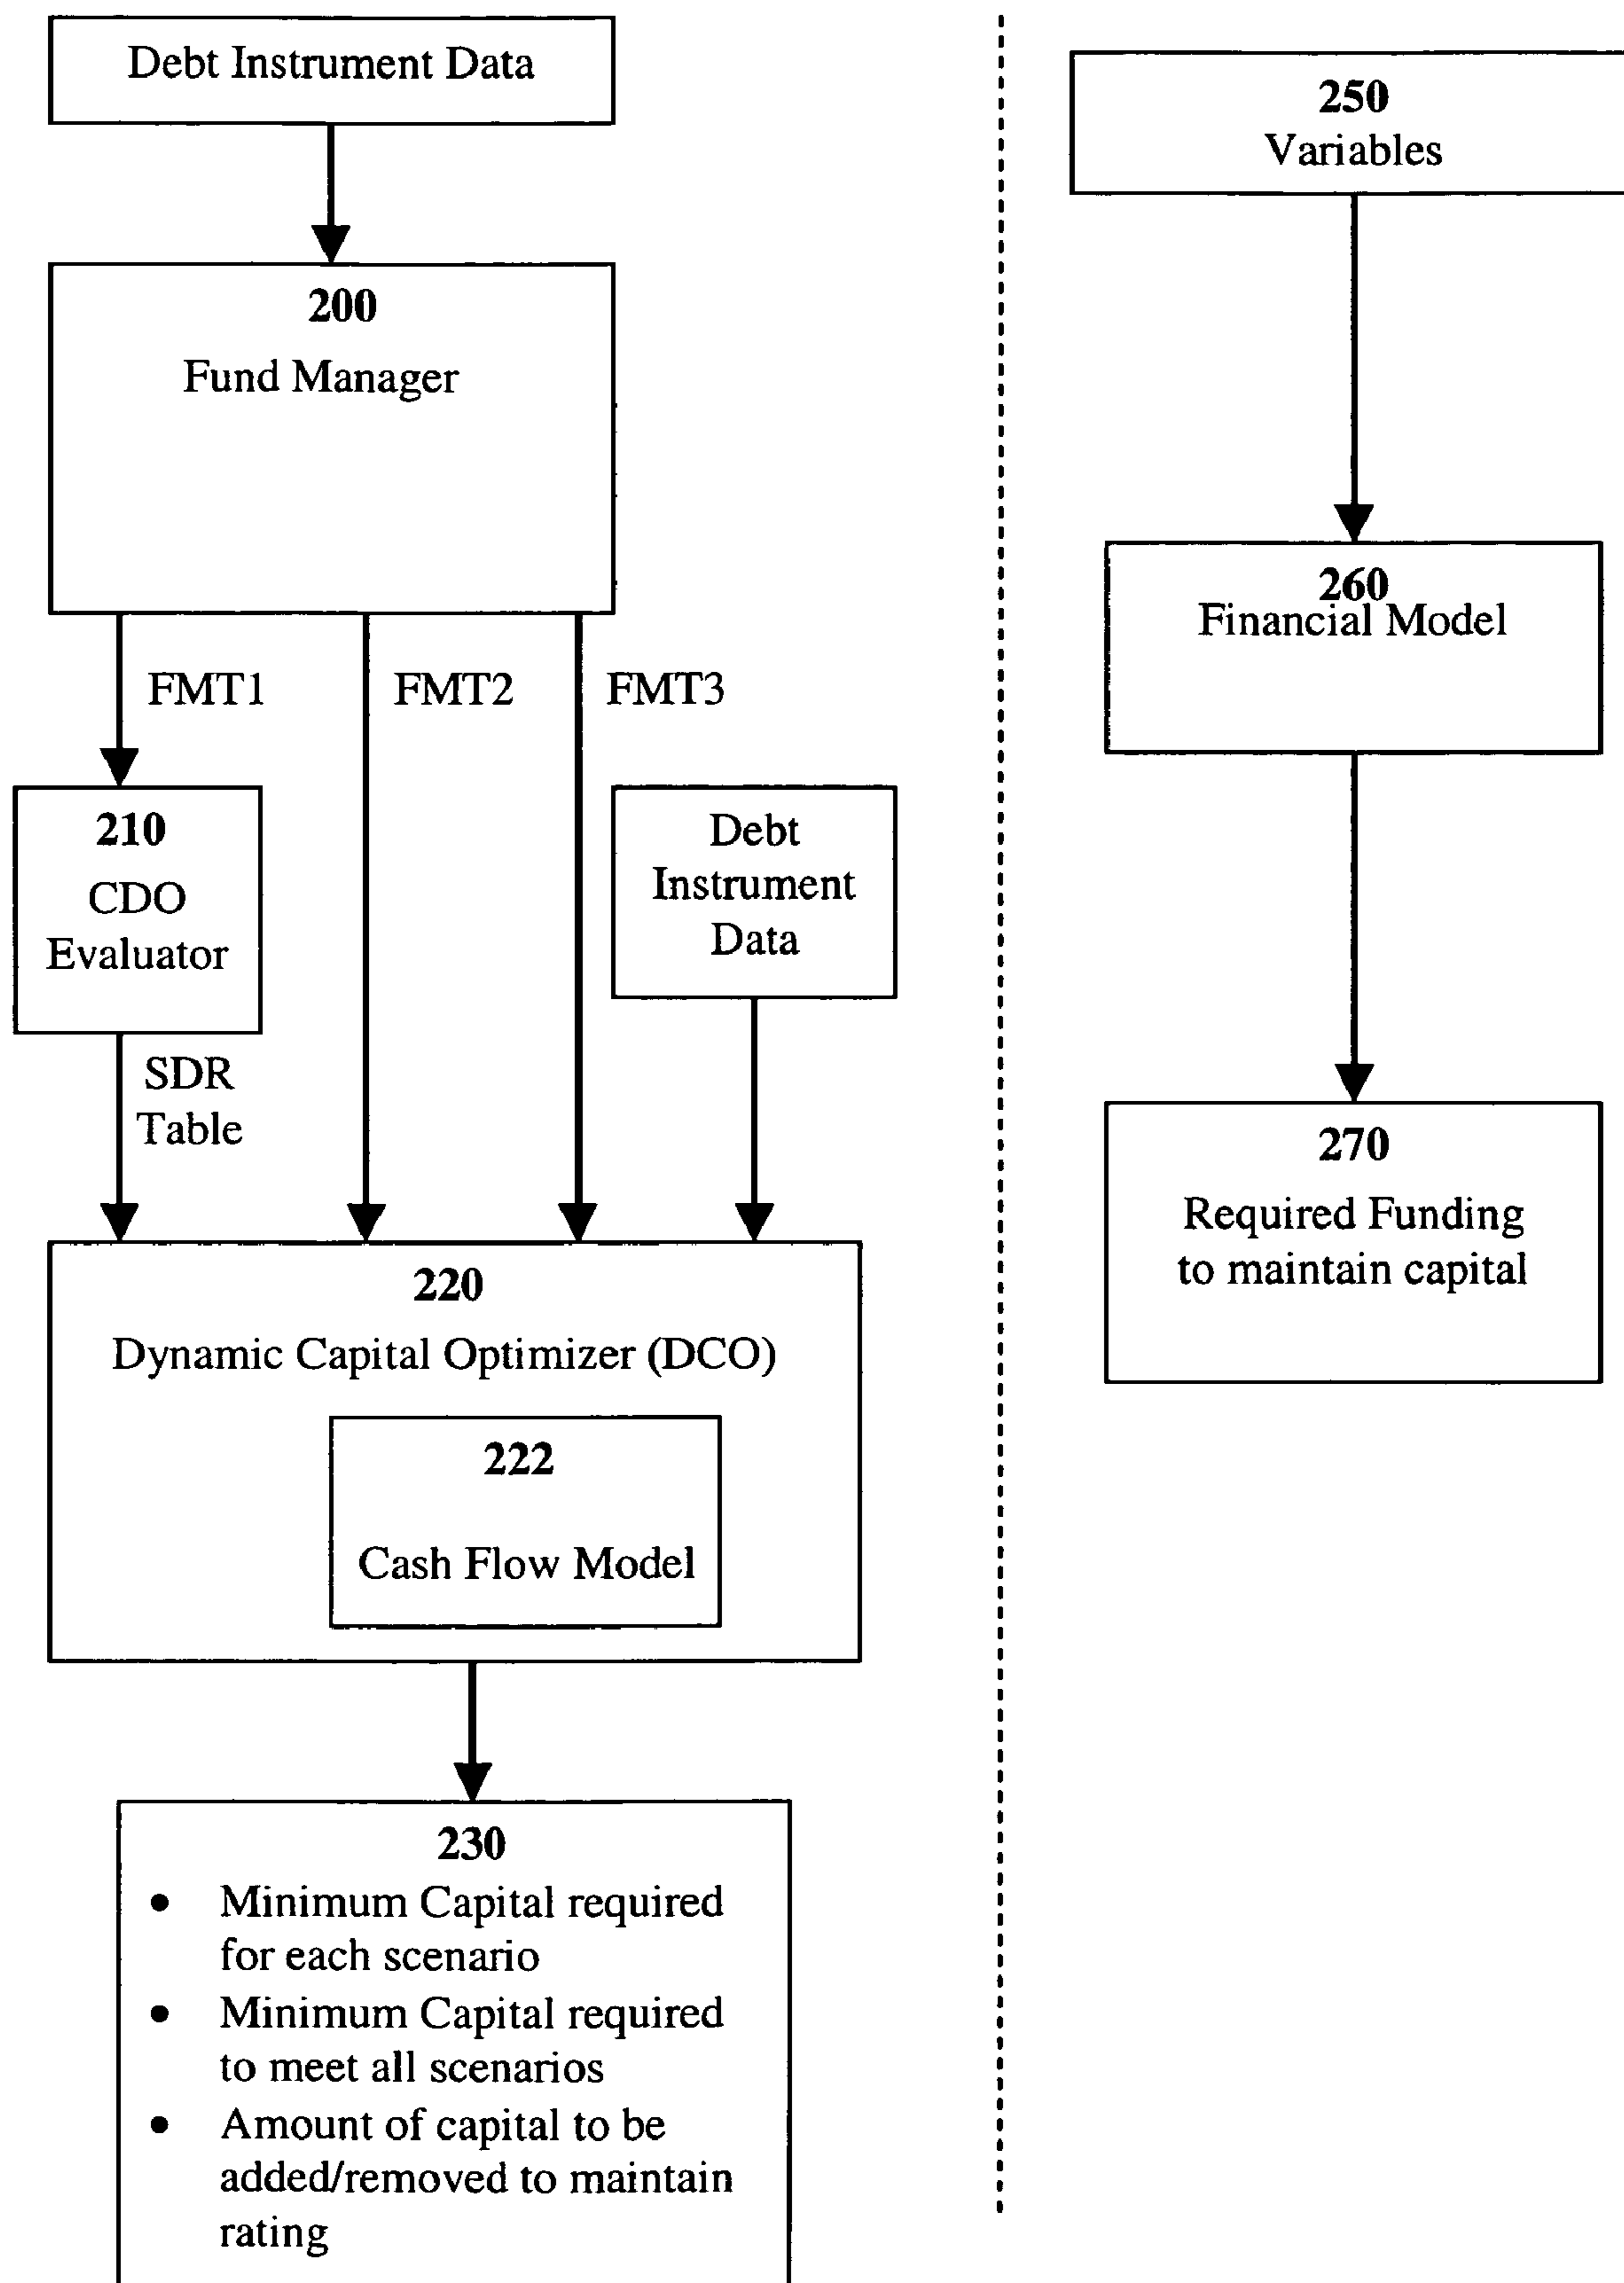 Debt Instrument Data
200
Fund Manager
FMT1
FMT2
FMT3
210
CDO
Evaluator
Debt
Instrument
Data
SDR
Table
220
Dynamic Capital Optimizer (DCO)
222
Cash Flow Model
230
• Minimum Capital required
for each scenario
• Minimum Capital required
to meet all scenarios
• Amount of capital to be
added/removed to maintain
rating
250
Variables
260
Financial Model
270
Required Funding
to maintain capital